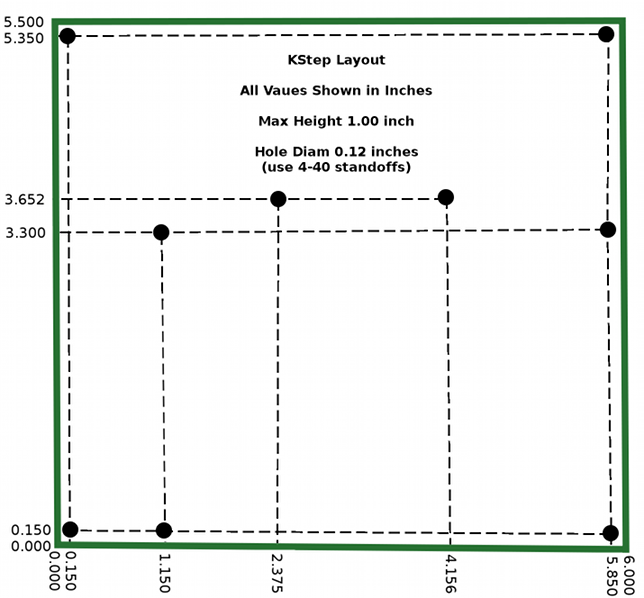 5.500
5.350
KStep Layout
All Vaues Shown in Inches
Max Height 1.00 inch
Hole Diam 0.12 inches
(use 4-40 standoffs)
3.652
3.300
0.150
0.000
0.000
0.150
1.150
2.375
4.156
5.850
6.000